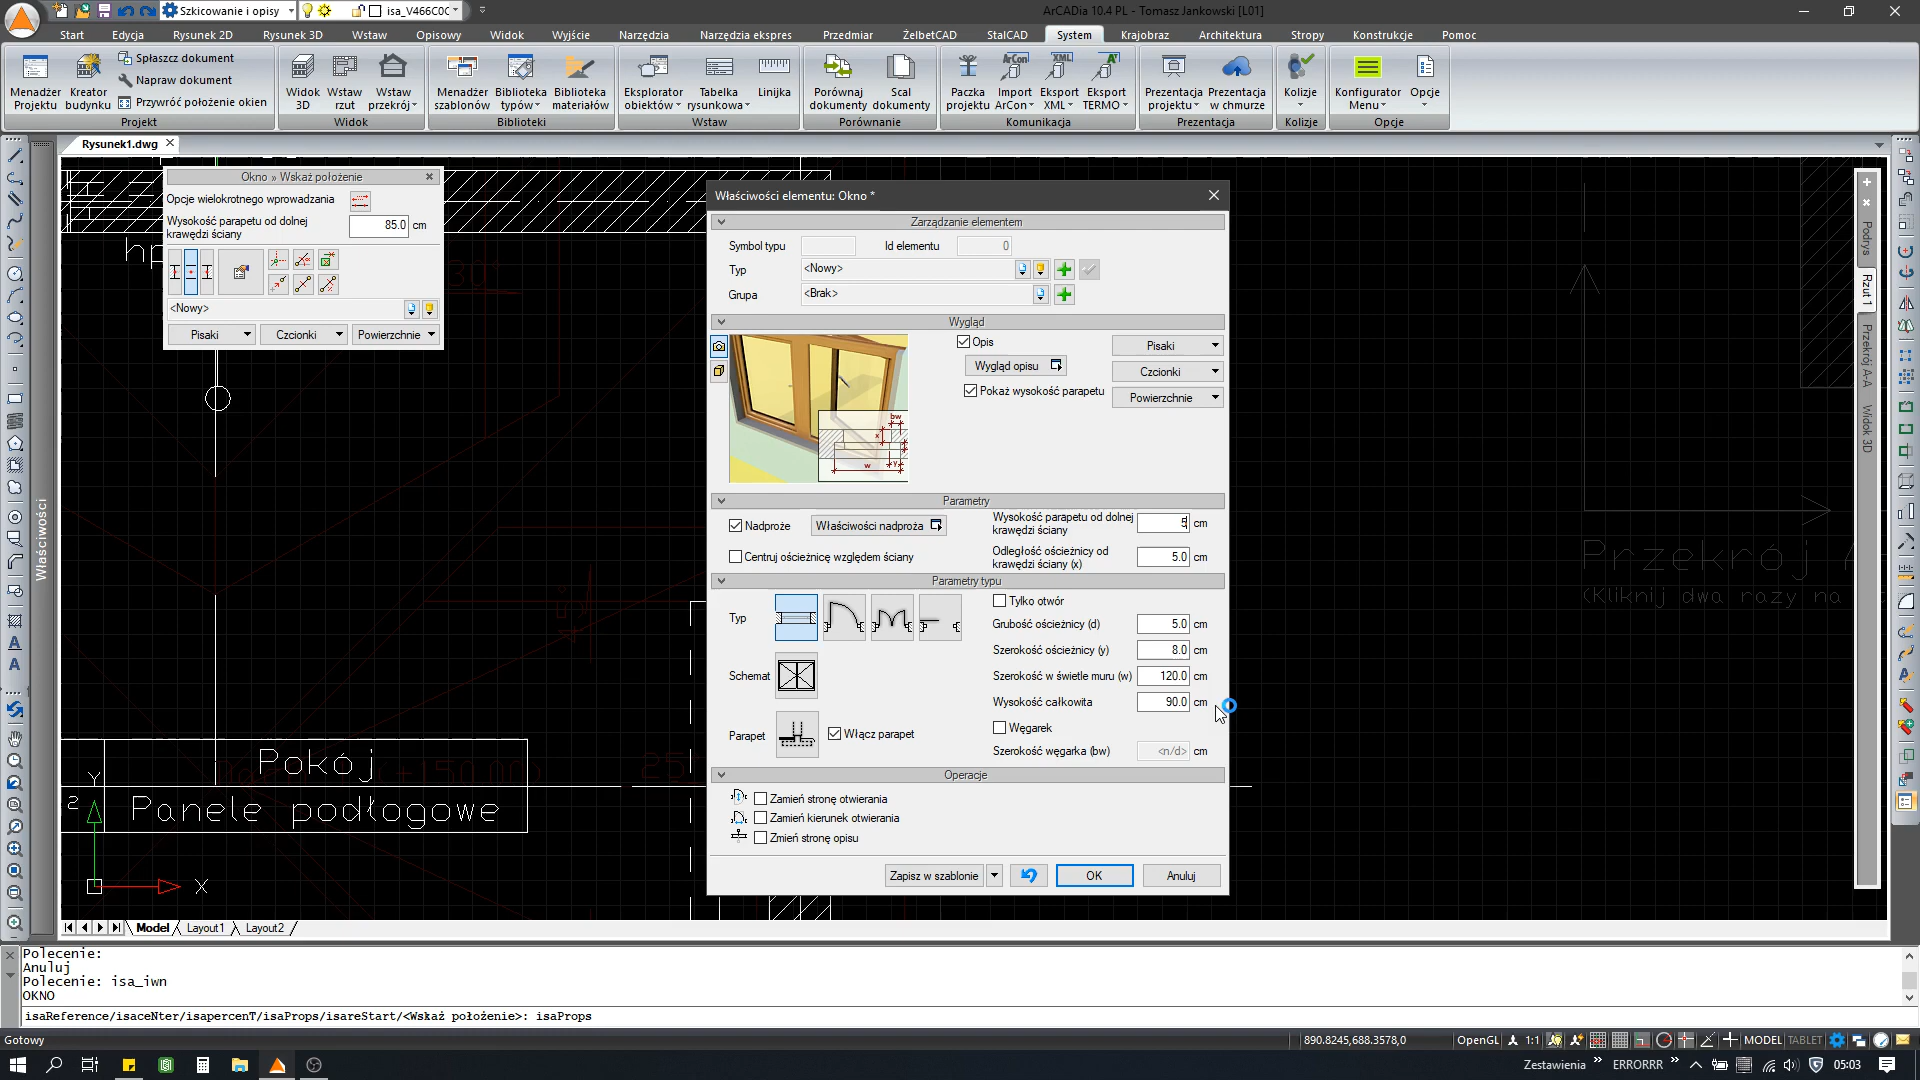 Szkicowanie i opisy
isa_V466C0C
ArCADia 10.4 PL - Tomasz Jankowski [L01]
Start Edycja Rysunek 2D Rysunek 3D Wstaw Opisowy Widok Wyjście Narzędzia Narzędzia ekspres Przedmiar ŻelbetCAD StalCAD System Krajobraz Architektura Stropy Konstrukcje Pomoc
Menadżer Projektu
Kreator budynku
Spłaszcz dokument
Napraw dokument
Przywróć położenie okien
Widok 3D
Wstaw rzut
Wstaw przekrój
Menadżer szablonów
Biblioteka typów
Biblioteka materiałów
Eksplorator obiektów
Tabelka rysunkowa
Linijka
Porównaj dokumenty
Scal dokumenty
Paczka projektu
Import ArCon
Eksport XML
Eksport TERMO
Prezentacja projektu
Prezentacja w chmurze
Kolizje
Konfigurator Menu
Opcje
Projekt Widok Biblioteki Wstaw Porównanie Komunikacja Prezentacja Kolizje Opcje
Rysunek1.dwg
Okno » Wskaż położenie
Opcje wielokrotnego wprowadzania
Wysokość parapetu od dolnej
krawędzi ściany
85.0 cm
<Nowy>
Pisaki Czcionki Powierzchnie
Właściwości
Pokój
Panele podłogowe
Y
X
Właściwości elementu: Okno *
Zarządzanie elementem
Symbol typu
Id elementu 0
Typ <Nowy>
Grupa <Brak>
Wygląd
Opis
Wygląd opisu
Pokaż wysokość parapetu
Pisaki
Czcionki
Powierzchnie
bw
x
w
y
Parametry
Nadproże Właściwości nadproża
Wysokość parapetu od dolnej
krawędzi ściany
5 cm
Centruj ościeżnicę względem ściany
Odległość ościeżnicy od
krawędzi ściany (x)
5.0 cm
Parametry typu
Typ
Tylko otwór
Grubość ościeżnicy (d) 5.0 cm
Szerokość ościeżnicy (y) 8.0 cm
Schemat
Szerokość w świetle muru (w) 120.0 cm
Wysokość całkowita 90.0 cm
Parapet
Włącz parapet
Węgarek
Szerokość węgarka (bw) <n/d> cm
Operacje
Zamień stronę otwierania
Zamień kierunek otwierania
Zmień stronę opisu
Zapisz w szablonie
OK
Anuluj
Podrys
Rzut 1
Przekrój A-A
Widok 3D
Przekrój A
(Kliknij dwa razy na
Model Layout1 Layout2
Polecenie:
Anuluj
Polecenie: isa_iwn
OKNO
isaReference/isaceNter/isapercenT/isaProps/isareStart/<Wskaż położenie>: isaProps
Gotowy
890.8245,688.3578,0
OpenGL
1:1
MODEL
TABLET
Zestawienia
ERRORRR
05:03